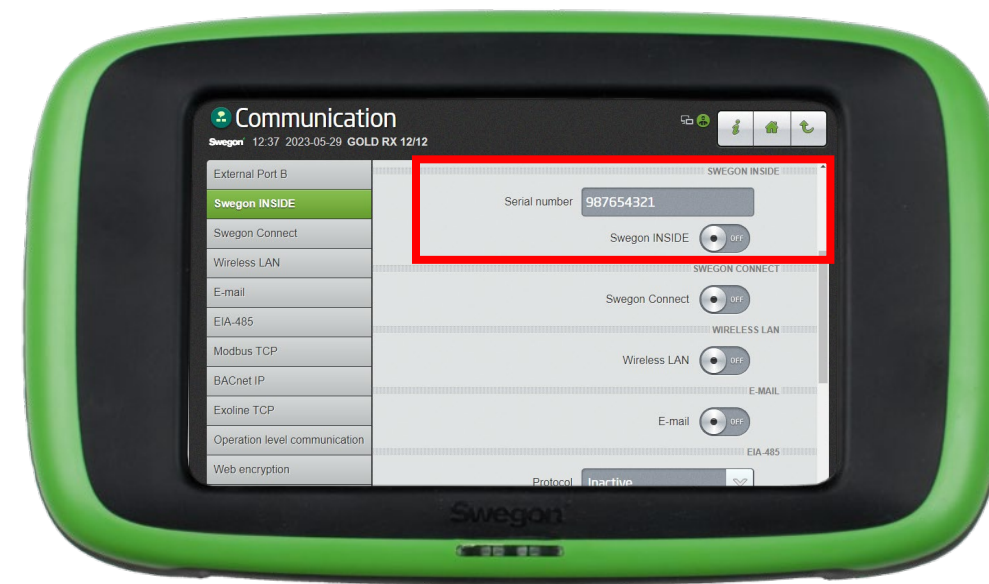 Communication
Swegon 12:37 2023-05-29 GOLD RX 12/12
External Port B
Swegon INSIDE
Swegon Connect
Wireless LAN
E-mail
EIA-485
Modbus TCP
BACnet IP
Exoline TCP
Operation level communication
Web encryption
SWEGON INSIDE
Serial number 987654321
Swegon INSIDE OFF
SWEGON CONNECT
Swegon Connect OFF
WIRELESS LAN
Wireless LAN OFF
E-MAIL
E-mail OFF
EIA-485
Protocol Inactive
Swegon